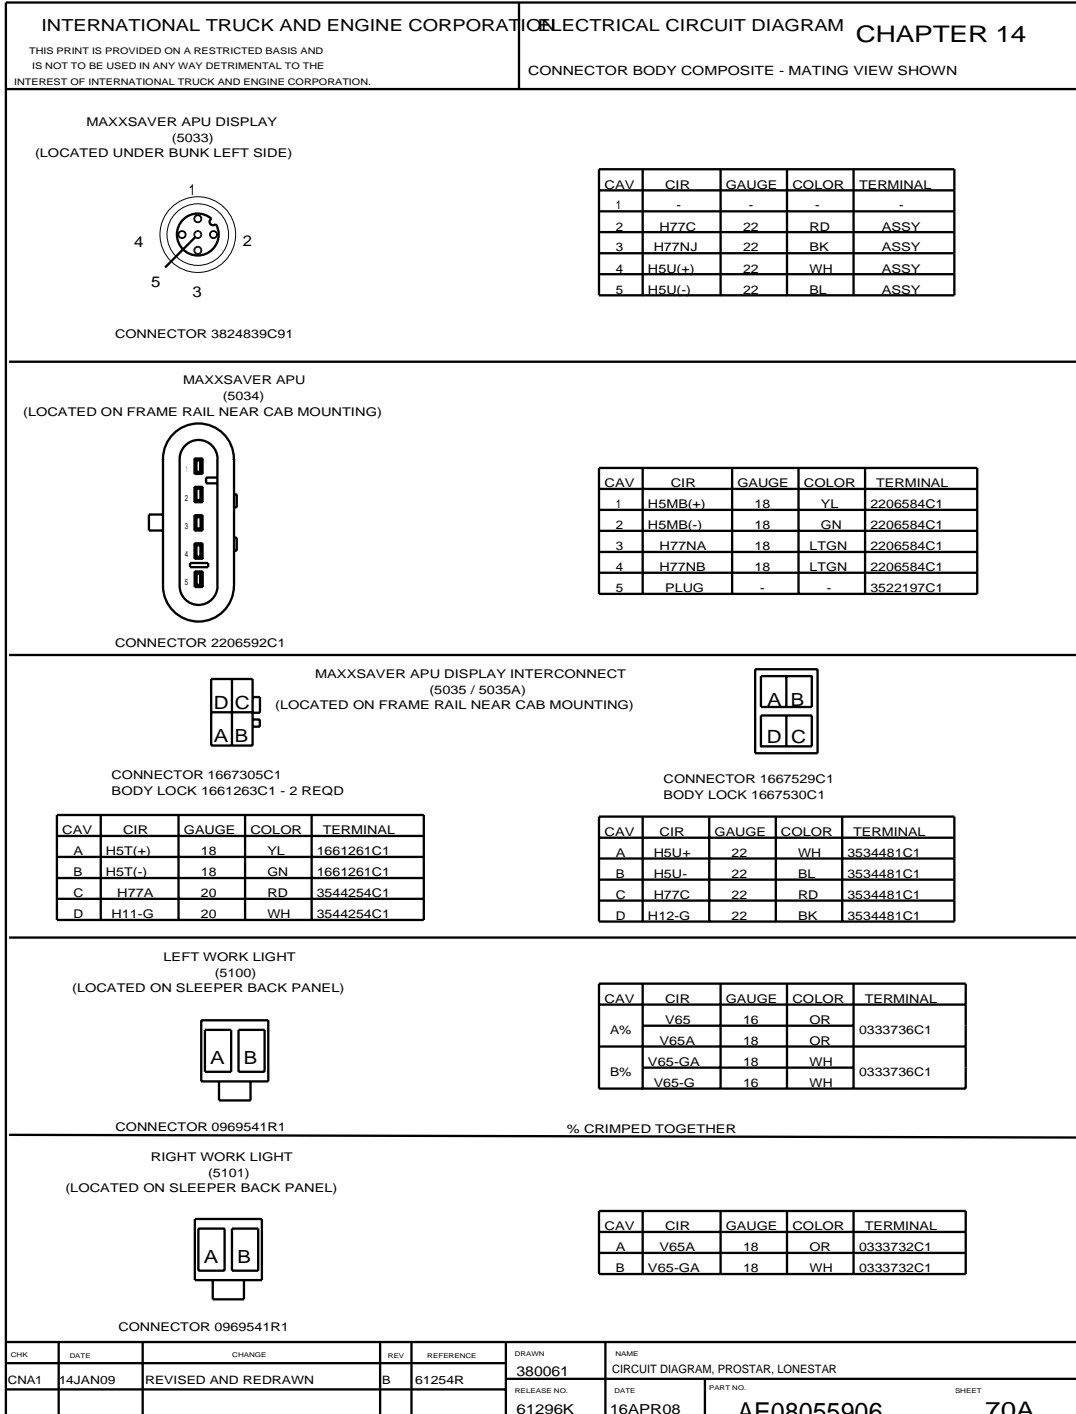 INTERNATIONAL TRUCK AND ENGINE CORPORATION
THIS PRINT IS PROVIDED ON A RESTRICTED BASIS AND
IS NOT TO BE USED IN ANY WAY DETRIMENTAL TO THE
INTEREST OF INTERNATIONAL TRUCK AND ENGINE CORPORATION.
ELECTRICAL CIRCUIT DIAGRAM CHAPTER 14
CONNECTOR BODY COMPOSITE - MATING VIEW SHOWN
MAXXSAVER APU DISPLAY
(5033)
(LOCATED UNDER BUNK LEFT SIDE)
1
4 2
5
3
CONNECTOR 3824839C91
CAV CIR GAUGE COLOR TERMINAL
1 - - - -
2 H77C 22 RD ASSY
3 H77NJ 22 BK ASSY
4 H5U(+) 22 WH ASSY
5 H5U(-) 22 BL ASSY
MAXXSAVER APU
(5034)
(LOCATED ON FRAME RAIL NEAR CAB MOUNTING)
1
2
3
4
5
CONNECTOR 2206592C1
CAV CIR GAUGE COLOR TERMINAL
1 H5MB(+) 18 YL 2206584C1
2 H5MB(-) 18 GN 2206584C1
3 H77NA 18 LTGN 2206584C1
4 H77NB 18 LTGN 2206584C1
5 PLUG - - 3522197C1
MAXXSAVER APU DISPLAY INTERCONNECT
(5035 / 5035A)
(LOCATED ON FRAME RAIL NEAR CAB MOUNTING)
D C
A B
CONNECTOR 1667305C1
BODY LOCK 1661263C1 - 2 REQD
CAV CIR GAUGE COLOR TERMINAL
A H5T(+) 18 YL 1661261C1
B H5T(-) 18 GN 1661261C1
C H77A 20 RD 3544254C1
D H11-G 20 WH 3544254C1
A B
D C
CONNECTOR 1667529C1
BODY LOCK 1667530C1
CAV CIR GAUGE COLOR TERMINAL
A H5U+ 22 WH 3534481C1
B H5U- 22 BL 3534481C1
C H77C 22 RD 3534481C1
D H12-G 22 BK 3534481C1
LEFT WORK LIGHT
(5100)
(LOCATED ON SLEEPER BACK PANEL)
A B
CONNECTOR 0969541R1
CAV CIR GAUGE COLOR TERMINAL
A% V65 16 OR 0333736C1
V65A 18 OR
B% V65-GA 18 WH 0333736C1
V65-G 16 WH
% CRIMPED TOGETHER
RIGHT WORK LIGHT
(5101)
(LOCATED ON SLEEPER BACK PANEL)
A B
CONNECTOR 0969541R1
CAV CIR GAUGE COLOR TERMINAL
A V65A 18 OR 0333732C1
B V65-GA 18 WH 0333732C1
CHK DATE CHANGE REV REFERENCE
CNA1 14JAN09 REVISED AND REDRAWN B 61254R
DRAWN
380061
NAME
CIRCUIT DIAGRAM, PROSTAR, LONESTAR
RELEASE NO.
61296K
DATE
16APR08
PART NO.
AE08055906
SHEET
70A